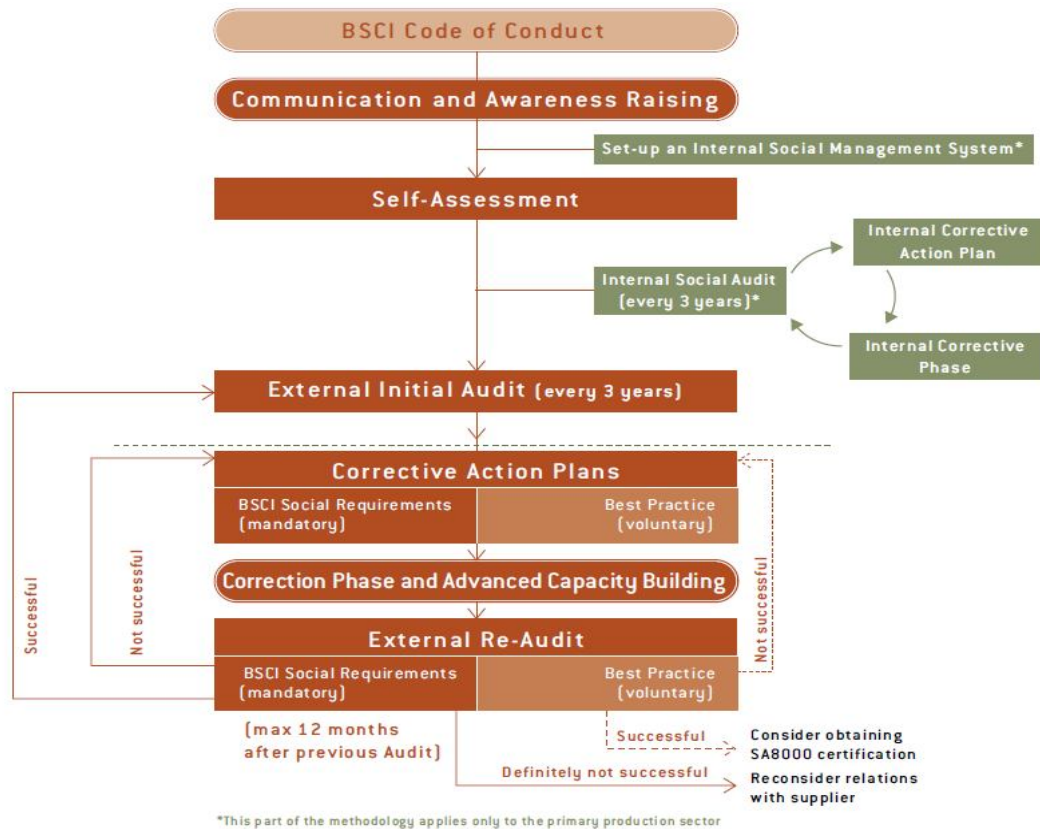 BSCI Code of Conduct
Communication and Awareness Raising
Set-up an Internal Social Management System*
Self-Assessment
Internal Corrective
Action Plan
Internal Social Audit
(every 3 years)*
Internal Corrective
Phase
External Initial Audit (every 3 years)
Corrective Action Plans
BSCI Social Requirements
(mandatory)
Best Practice
(voluntary)
Correction Phase and Advanced Capacity Building
External Re-Audit
BSCI Social Requirements
(mandatory)
Best Practice
(voluntary)
Successful
Not successful
Not successful
(max 12 months
after previous Audit)
Successful
Consider obtaining
SA8000 certification
Definitely not successful
Reconsider relations
with supplier
*This part of the methodology applies only to the primary production sector